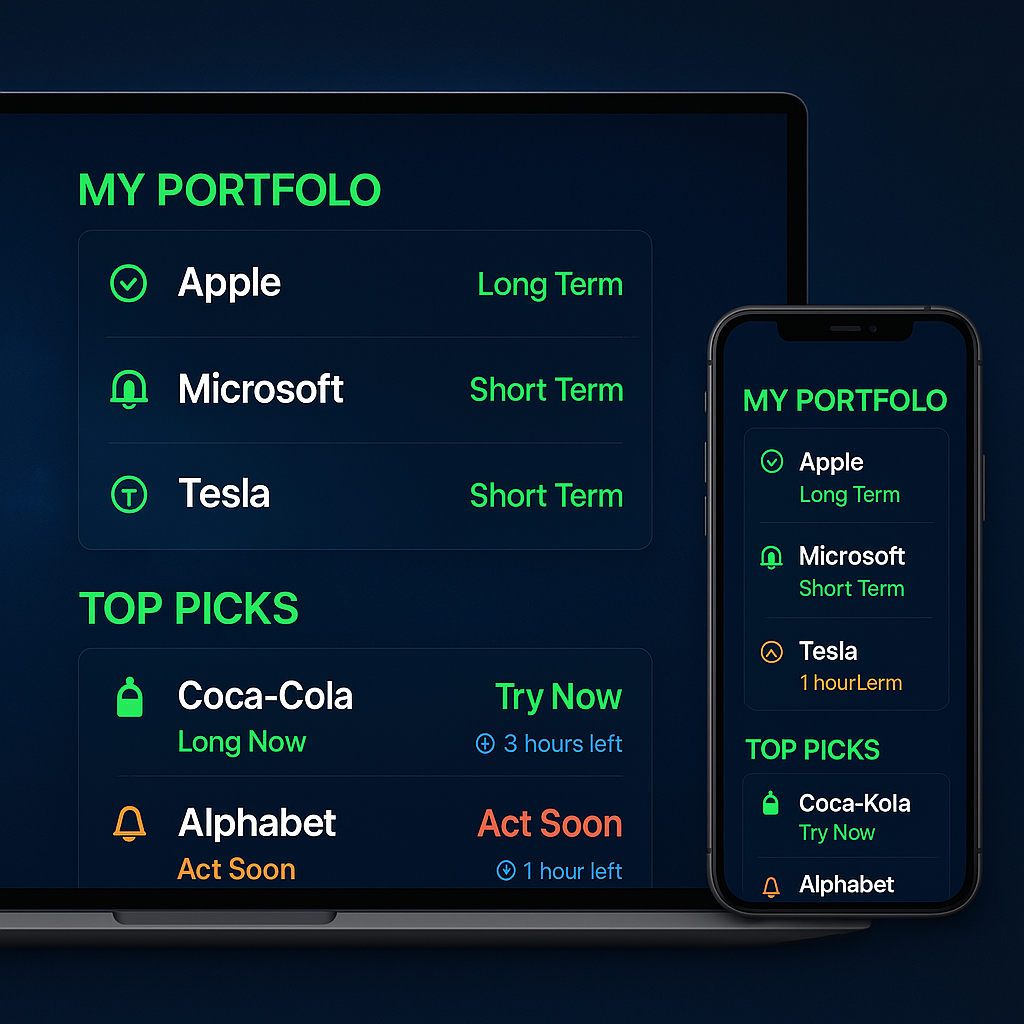 MY PORTFOLO
Apple Long Term
Microsoft Short Term
T Tesla Short Term
TOP PICKS
Coca-Cola Try Now
Long Now 3 hours left
Alphabet Act Soon
Act Soon 1 hour left
MY PORTFOLO
Apple
Long Term
Microsoft
Short Term
Tesla
1 hourLerm
TOP PICKS
Coca-Kola
Try Now
Alphabet